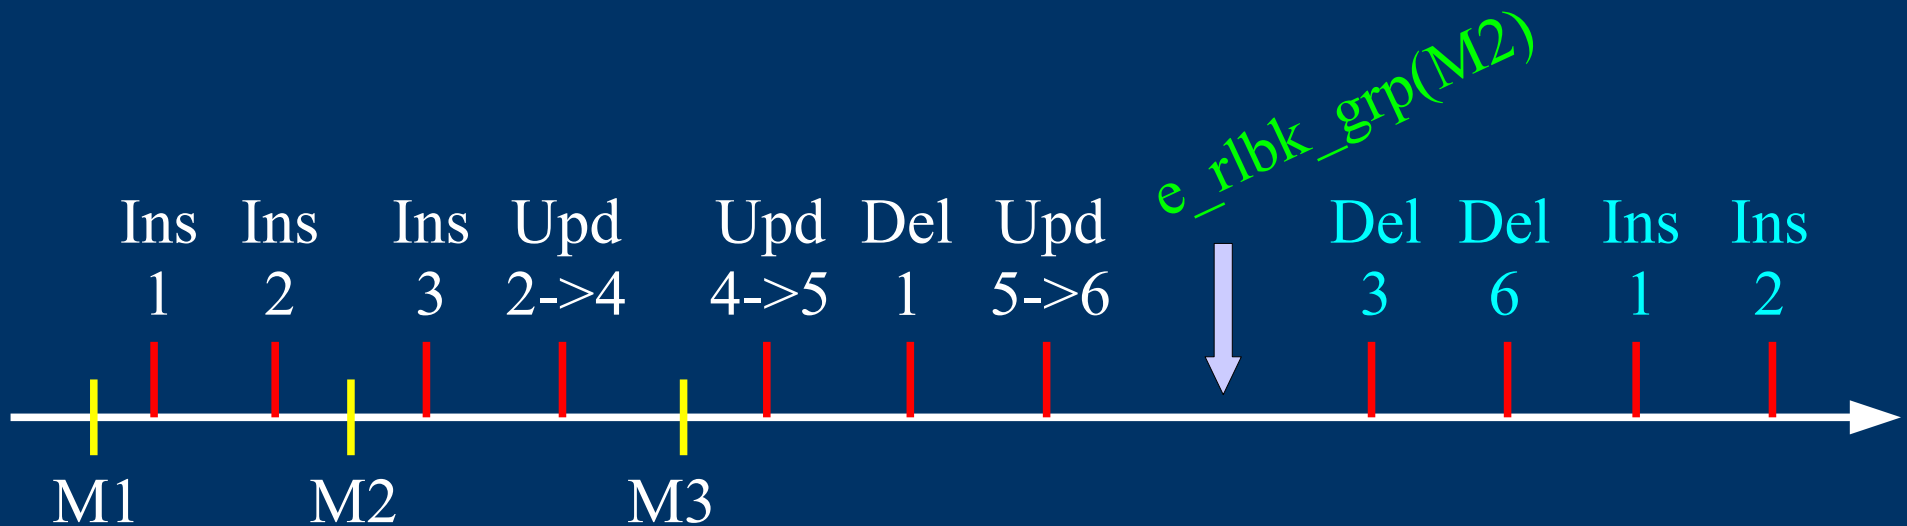 e_rlbk_grp(M2)
Ins Ins Ins Upd Upd Del Upd Del Del Ins Ins
1 2 3 2->4 4->5 1 5->6 3 6 1 2
M1 M2 M3